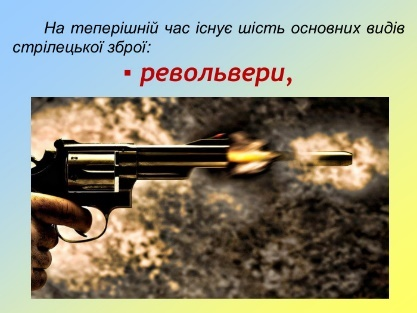 На теперішній час існує шість основних видів
стрілецької зброї:
▪ револьвери,